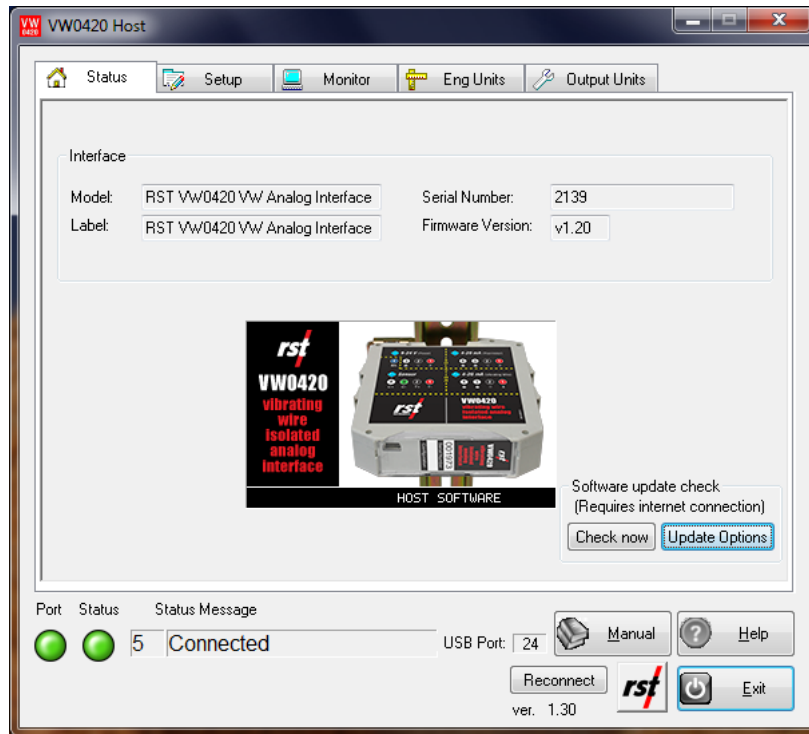 VW0420 Host
Status Setup Monitor Eng Units Output Units
Interface
Model: RST VW0420 VW Analog Interface Serial Number: 2139
Label: RST VW0420 VW Analog Interface Firmware Version: v1.20
rst
VW0420
vibrating
wire
isolated
analog
interface
rst
VW0420
001973
HOST SOFTWARE
Software update check
(Requires internet connection)
Check now Update Options
Port Status Status Message
5 Connected USB Port: 24 Manual Help
Reconnect rst Exit
ver. 1.30